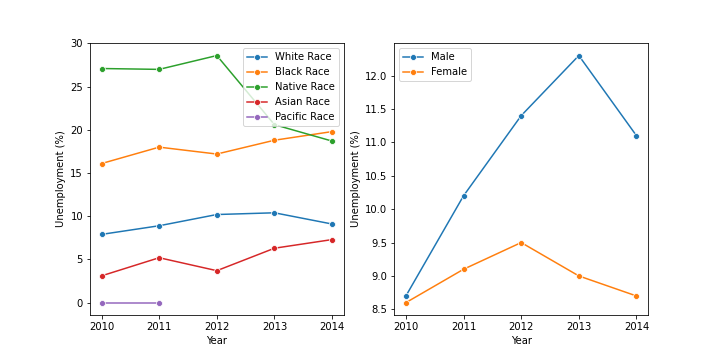 30
25
20
15
10
5
0
Unemployment (%)
2010 2011 2012 2013 2014
Year
White Race
Black Race
Native Race
Asian Race
Pacific Race
12.0
11.5
11.0
10.5
10.0
9.5
9.0
8.5
Unemployment (%)
2010 2011 2012 2013 2014
Year
Male
Female